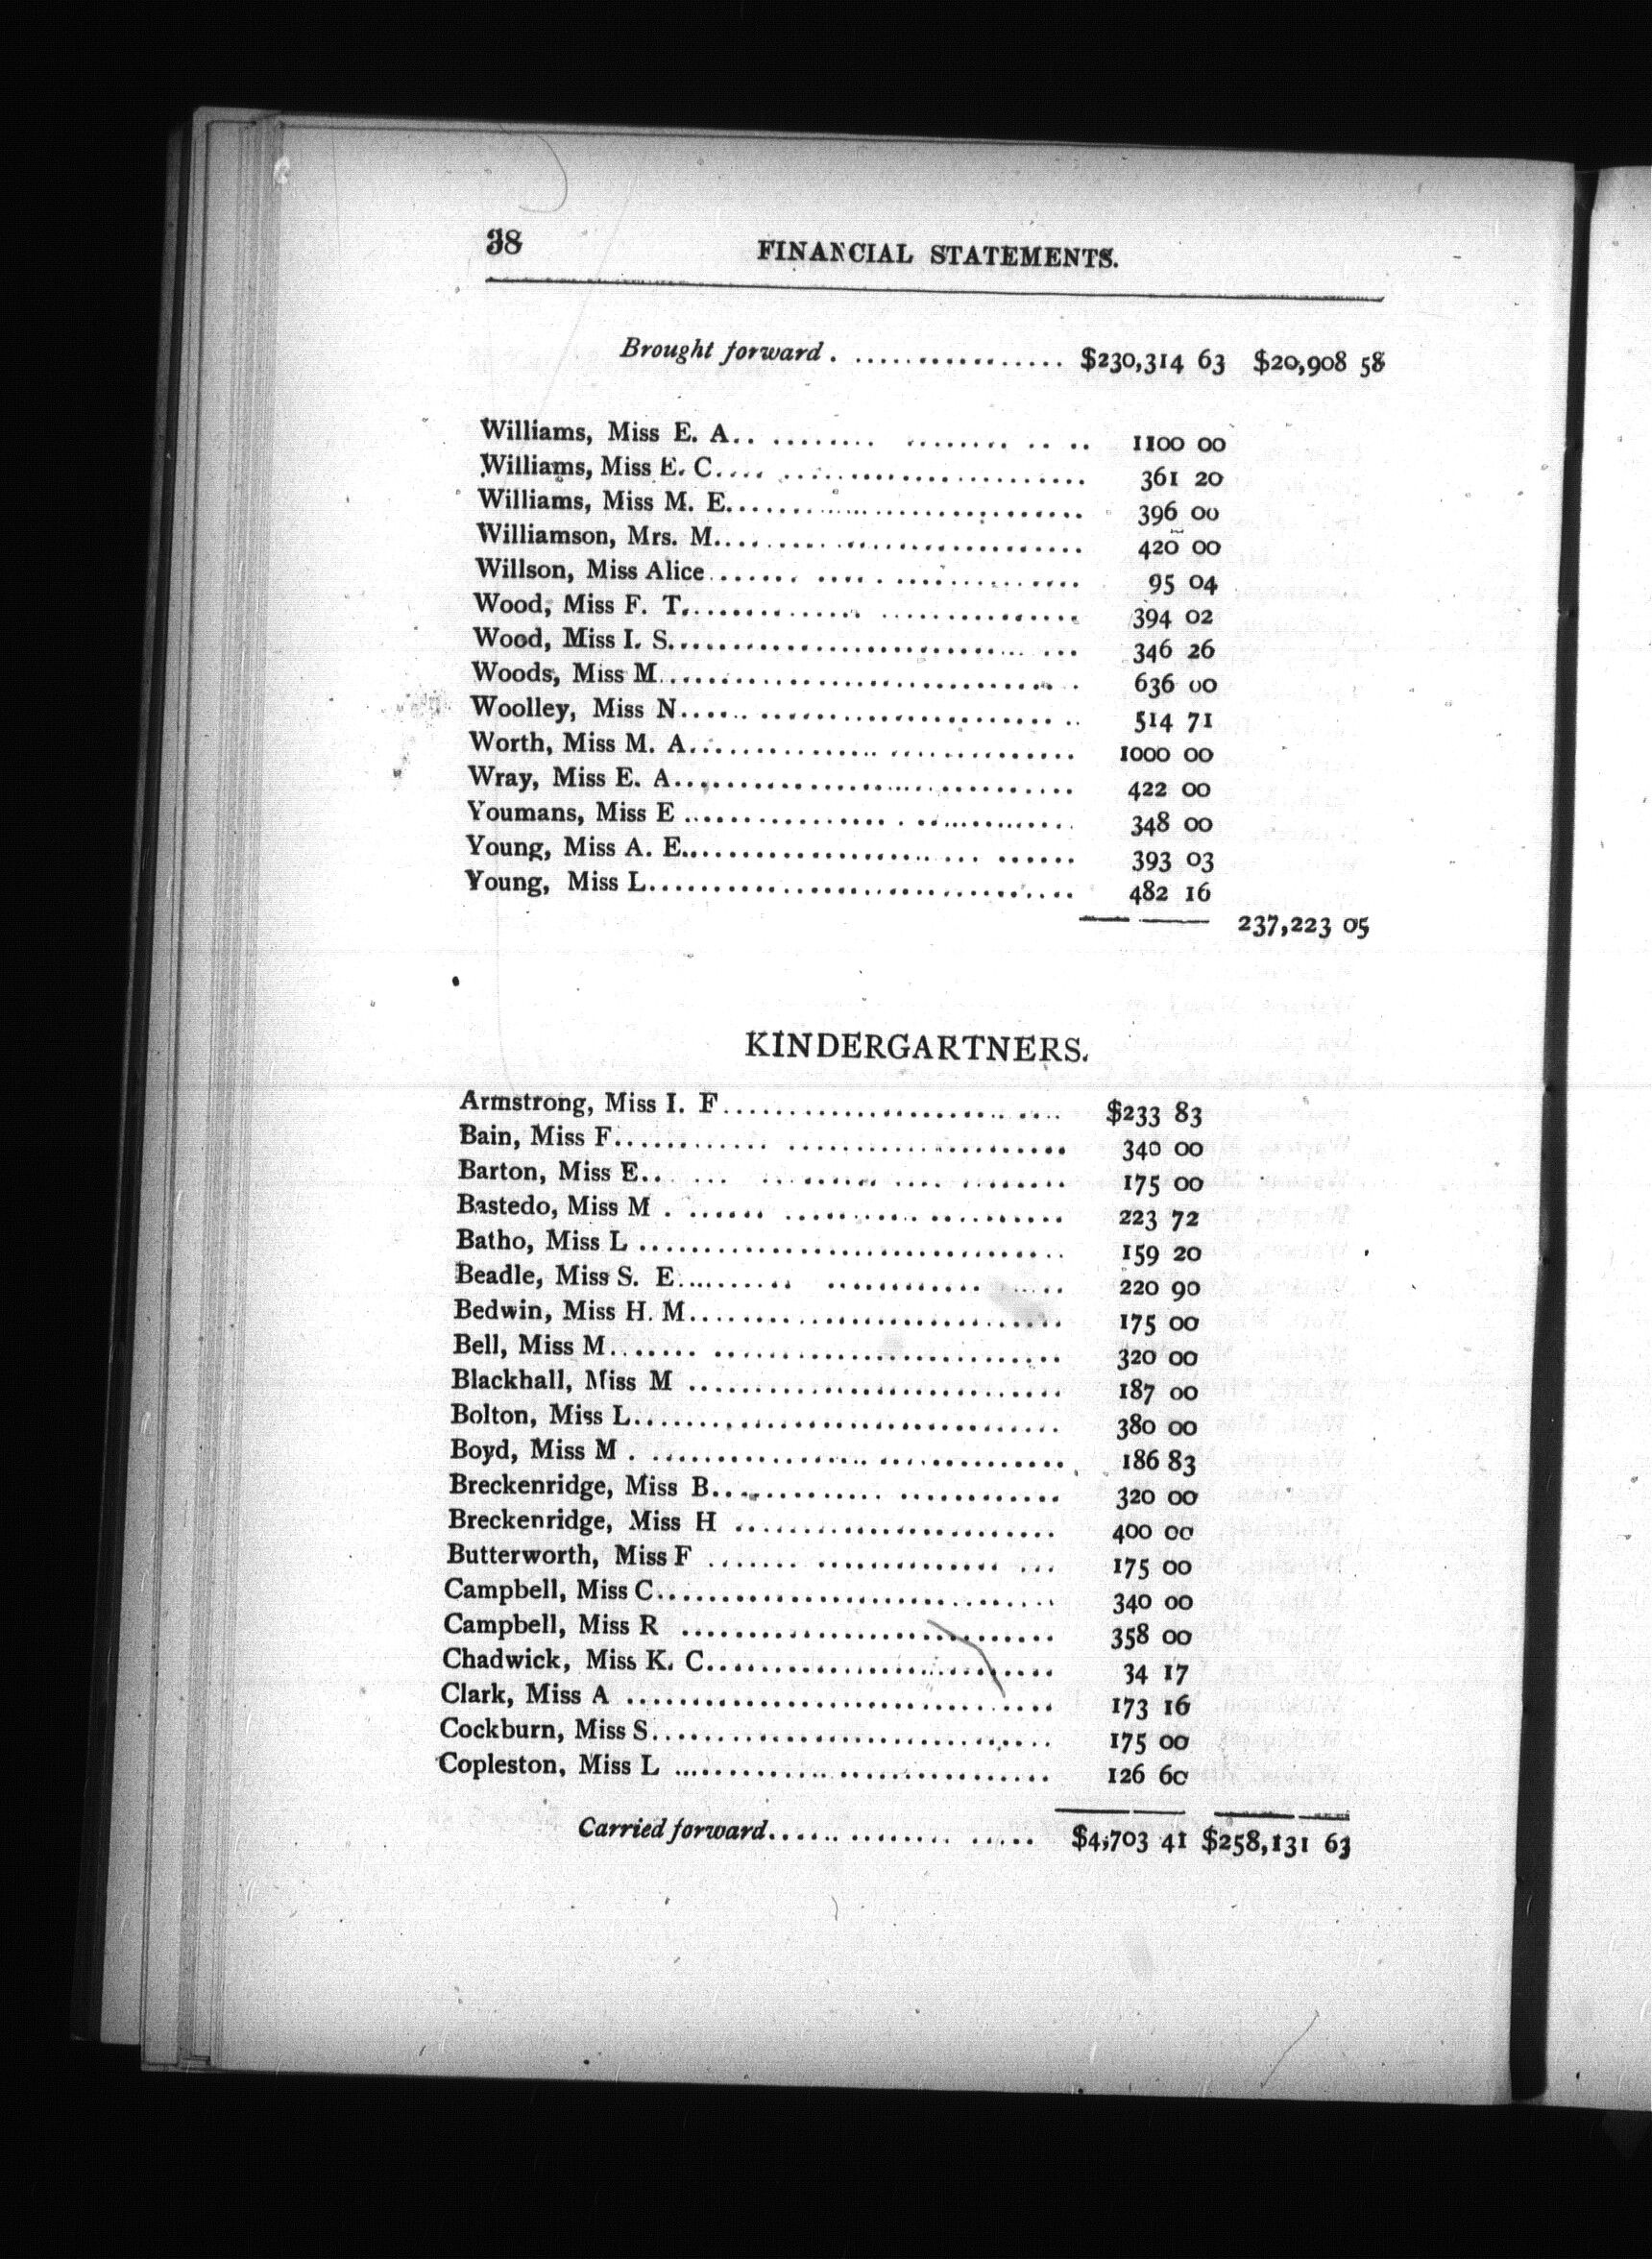 38 FINANCIAL STATEMENTS.
Brought forward . ................ $230,314 63 $20,908 58
Williams, Miss E. A.. ........ ........ .. .. 1100 00
Williams, Miss E. C.... ....................... 361 20
Williams, Miss M. E............................ 396 00
Williamson, Mrs. M............................ 420 00
Willson, Miss Alice....... .... . .............. 95 04
Wood, Miss F. T.............. ............... 394 02
Wood, Miss I. S........................... ... 346 26
Woods, Miss M.............................. . 636 00
Woolley, Miss N..... ....................... .. 514 71
Worth, Miss M. A............... .............. 1000 00
Wray, Miss E. A.............................. 422 00
Youmans, Miss E ................ . ............ 348 00
Young, Miss A. E...................... ...... 393 03
Young, Miss L................................ 482 16
237,223 05
KINDERGARTNERS.
Armstrong, Miss I. F....................... .... $233 83
Bain, Miss F............ ..................... 340 00
Barton, Miss E.. ... ......... .... ........ 175 00
Bastedo, Miss M . ...... .......... .......... 223 72
Batho, Miss L ................................ 159 20
Beadle, Miss S. E......... ............ ..... 220 90
Bedwin, Miss H. M............................ 175 00
Bell, Miss M....... .......................... 320 00
Blackhall, Miss M ............................ 187 00
Bolton, Miss L................................ 380 00
Boyd, Miss M . ................ .............. 186 83
Breckenridge, Miss B............. ............ 320 00
Breckenridge, Miss H ........................ 400 00
Butterworth, Miss F ....... .............. ... 175 00
Campbell, Miss C.............................. 340 00
Campbell, Miss R ............................ 358 00
Chadwick, Miss K. C.......................... 34 17
Clark, Miss A ................................ 173 16
Cockburn, Miss S.............................. 175 00
Copleston, Miss L ............................ 126 60
Carried forward...... ........ ..... $4,703 41 $258,131 63